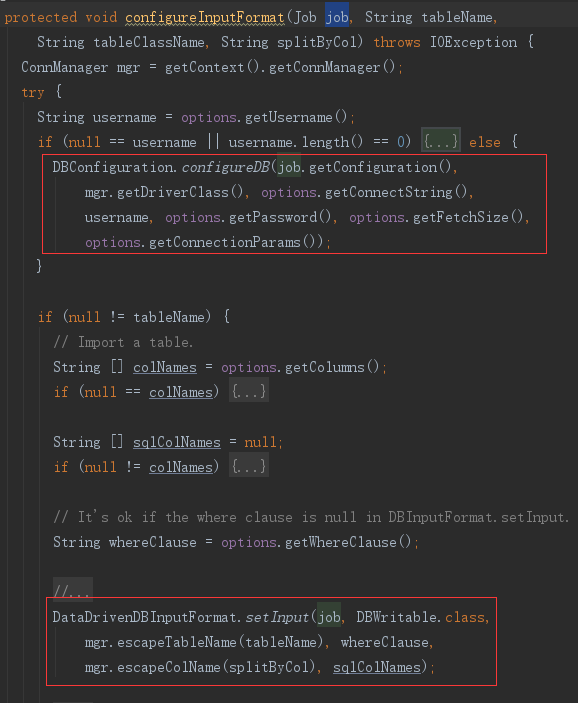 protected void configureInputFormat(Job job, String tableName,
String tableClassName, String splitByCol) throws IOException {
ConnManager mgr = getContext().getConnManager();
try {
String username = options.getUsername();
if (null == username || username.length() == 0) {...} else {
DBConfiguration.configureDB(job.getConfiguration(),
mgr.getDriverClass(), options.getConnectString(),
username, options.getPassword(), options.getFetchSize(),
options.getConnectionParams());
}
if (null != tableName) {
// Import a table.
String [] colNames = options.getColumns();
if (null == colNames) {...}
String [] sqlColNames = null;
if (null != colNames) {...}
// It's ok if the where clause is null in DBInputFormat.setInput.
String whereClause = options.getWhereClause();
//...
DataDrivenDBInputFormat.setInput(job, DBWritable.class,
mgr.escapeTableName(tableName), whereClause,
mgr.escapeColName(splitByCol), sqlColNames);